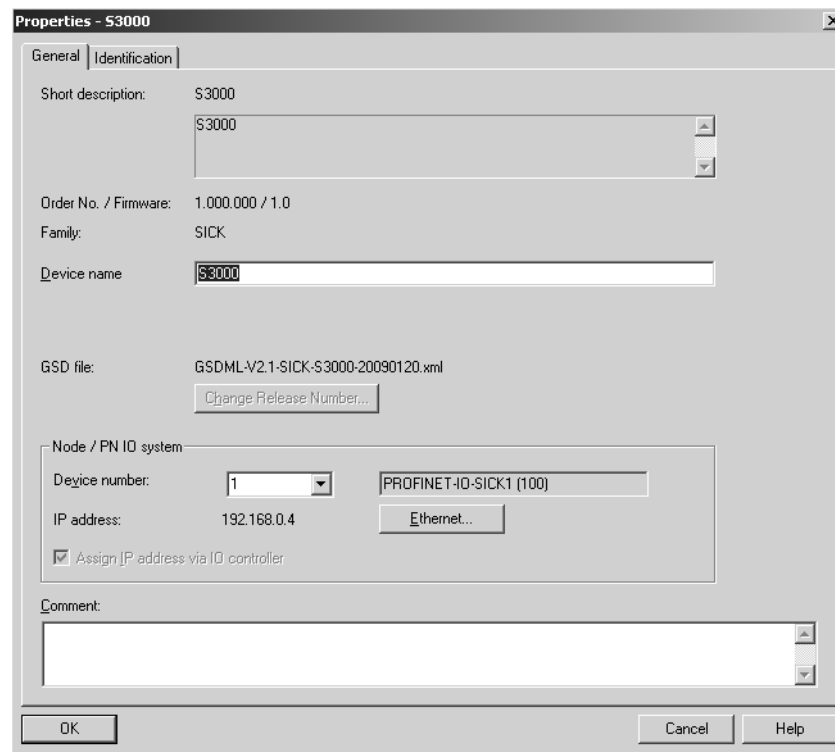 Properties - S3000
General Identification
Short description: S3000
S3000
Order No. / Firmware: 1.000.000 / 1.0
Family: SICK
Device name S3000
GSD file: GSDML-V2.1-SICK-S3000-20090120.xml
Change Release Number...
Node / PN IO system
Device number: 1 PROFINET-IO-SICK1 (100)
IP address: 192.168.0.4 Ethernet...
Assign IP address via IO controller
Comment:
OK Cancel Help